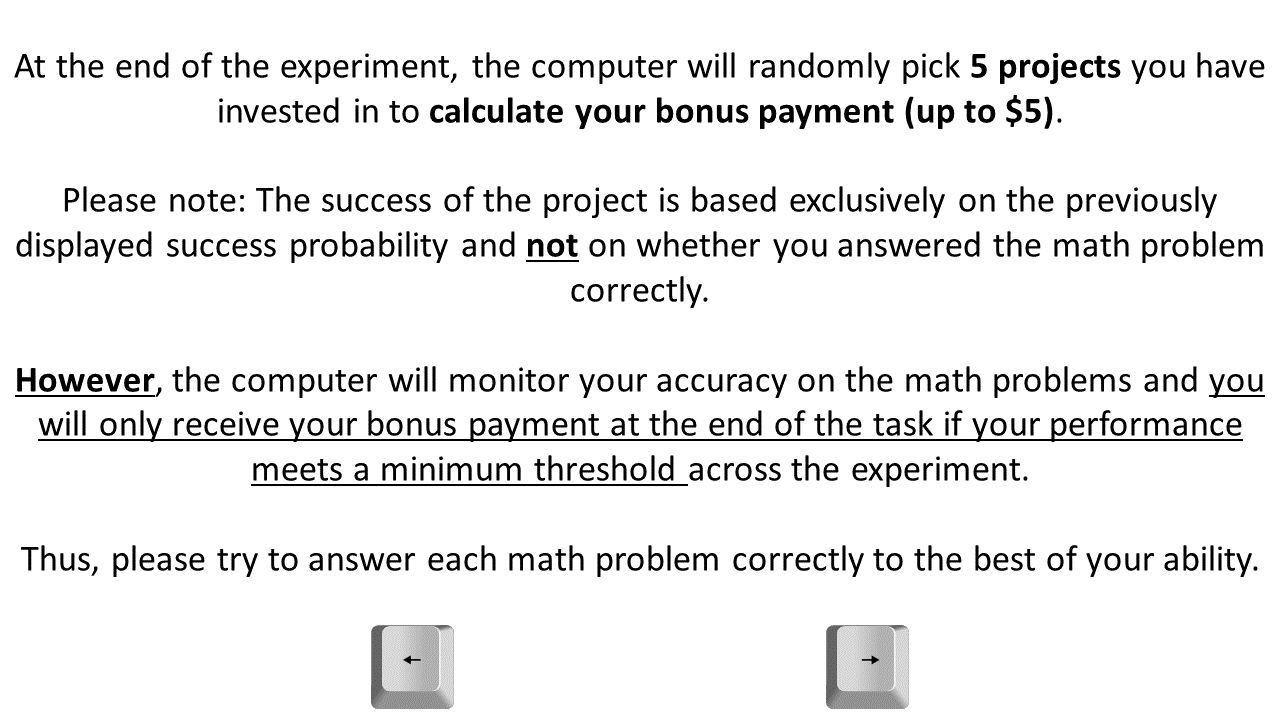 At the end of the experiment, the computer will randomly pick 5 projects you have
invested in to calculate your bonus payment (up to $5).
Please note: The success of the project is based exclusively on the previously
displayed success probability and not on whether you answered the math problem
correctly.
However, the computer will monitor your accuracy on the math problems and you
will only receive your bonus payment at the end of the task if your performance
meets a minimum threshold across the experiment.
Thus, please try to answer each math problem correctly to the best of your ability.
← →